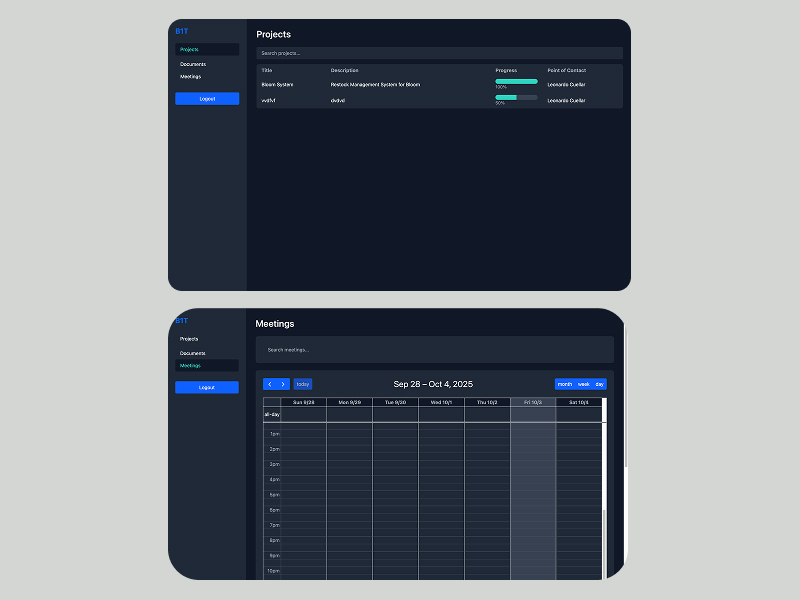 B1T
Projects
Documents
Meetings
Logout
Projects
Search projects...
Title Description Progress Point of Contact
Bloom System Restock Management System for Bloom 100% Leonardo Cuellar
vvdfvf dvdvd 50% Leonardo Cuellar
B1T
Projects
Documents
Meetings
Logout
Meetings
Search meetings...
today Sep 28 – Oct 4, 2025 month week day
Sun 9/28 Mon 9/29 Tue 9/30 Wed 10/1 Thu 10/2 Fri 10/3 Sat 10/4
all-day
1pm
2pm
3pm
4pm
5pm
6pm
7pm
8pm
9pm
10pm